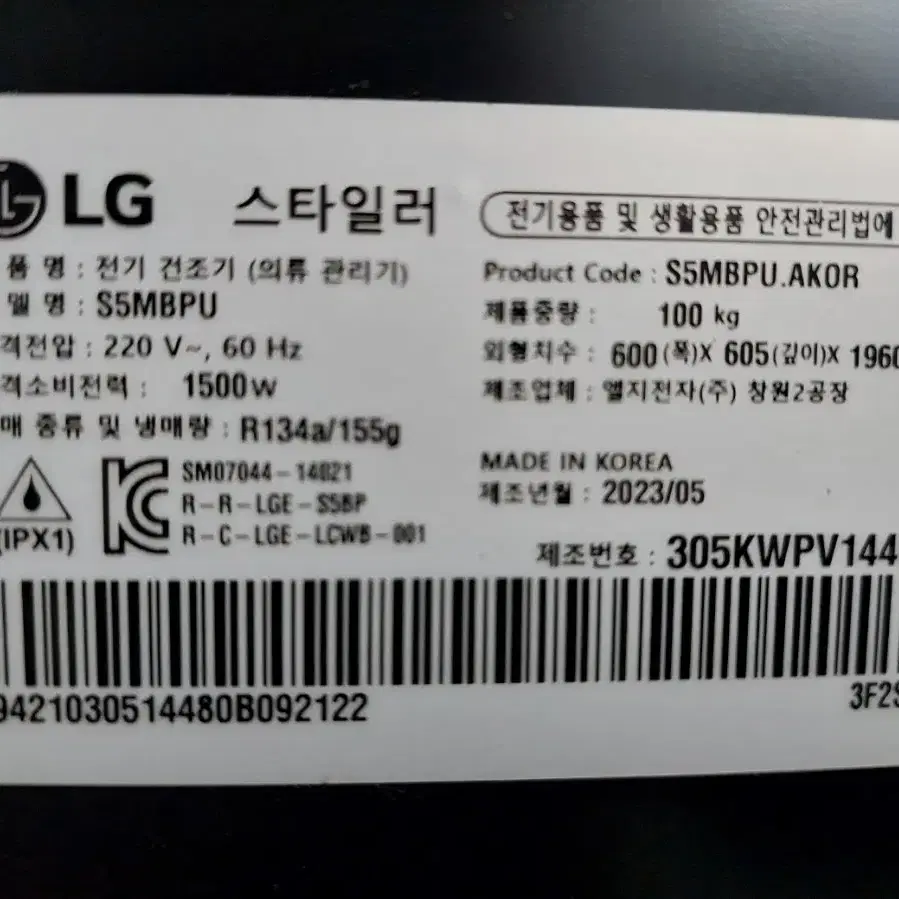 LG 스타일러
전기용품 및 생활용품 안전관리법에
품 명 : 전기 건조기 (의류 관리기)
델 명 : S5MBPU
격전압 : 220 V~, 60 Hz
격소비전력 : 1500W
매 종류 및 냉매량 : R134a/155g
(IPX1)
SM07044-14021
R-R-LGE-S5BP
R-C-LGE-LCWB-001
Product Code : S5MBPU.AKOR
제품중량 : 100 kg
외형치수 : 600(폭)X 605(깊이)X 1960
제조업체 : 엘지전자(주) 창원2공장
MADE IN KOREA
제조년월 : 2023/05
제조번호 : 305KWPV144
9421030514480B092122
3F2S